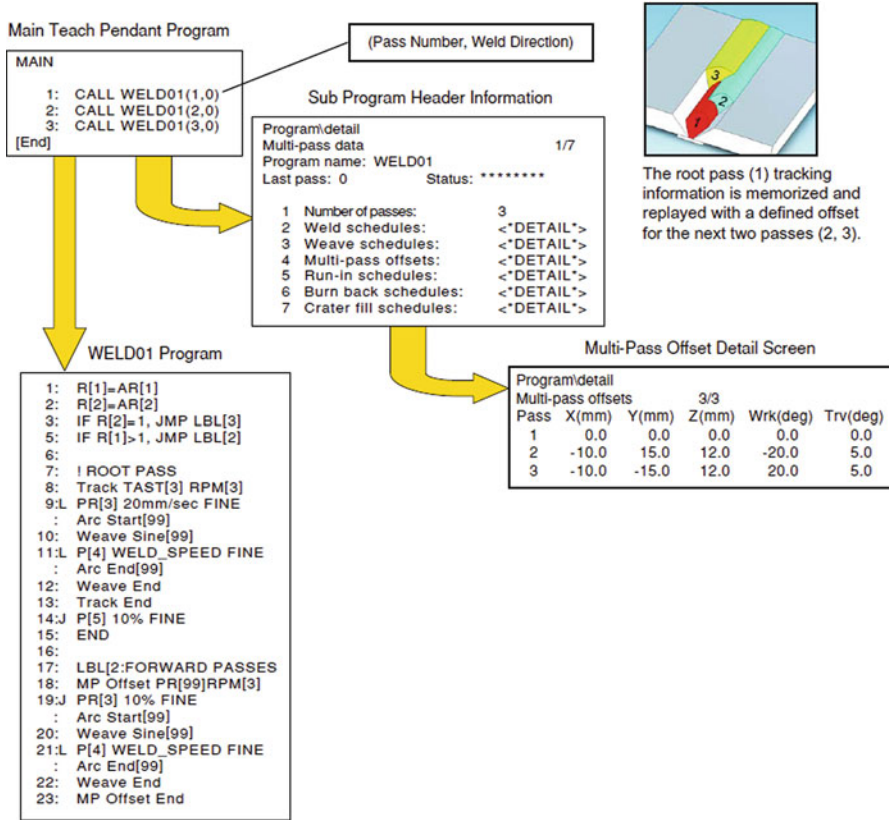 Main Teach Pendant Program
MAIN
1: CALL WELD01(1,0)
2: CALL WELD01(2,0)
3: CALL WELD01(3,0)
[End]
(Pass Number, Weld Direction)
Sub Program Header Information
Program\detail
Multi-pass data 1/7
Program name: WELD01
Last pass: 0 Status: ********
1 Number of passes: 3
2 Weld schedules: <*DETAIL*>
3 Weave schedules: <*DETAIL*>
4 Multi-pass offsets: <*DETAIL*>
5 Run-in schedules: <*DETAIL*>
6 Burn back schedules: <*DETAIL*>
7 Crater fill schedules: <*DETAIL*>
3
2
1
The root pass (1) tracking
information is memorized and
replayed with a defined offset
for the next two passes (2, 3).
WELD01 Program
1: R[1]=AR[1]
2: R[2]=AR[2]
3: IF R[2]=1, JMP LBL[3]
5: IF R[1]>1, JMP LBL[2]
6:
7: ! ROOT PASS
8: Track TAST[3] RPM[3]
9:L PR[3] 20mm/sec FINE
: Arc Start[99]
10: Weave Sine[99]
11:L P[4] WELD_SPEED FINE
: Arc End[99]
12: Weave End
13: Track End
14:J P[5] 10% FINE
15: END
16:
17: LBL[2:FORWARD PASSES
18: MP Offset PR[99]RPM[3]
19:J PR[3] 10% FINE
: Arc Start[99]
20: Weave Sine[99]
21:L P[4] WELD_SPEED FINE
: Arc End[99]
22: Weave End
23: MP Offset End
Multi-Pass Offset Detail Screen
Program\detail
Multi-pass offsets 3/3
Pass X(mm) Y(mm) Z(mm) Wrk(deg) Trv(deg)
1 0.0 0.0 0.0 0.0 0.0
2 -10.0 15.0 12.0 -20.0 5.0
3 -10.0 -15.0 12.0 20.0 5.0